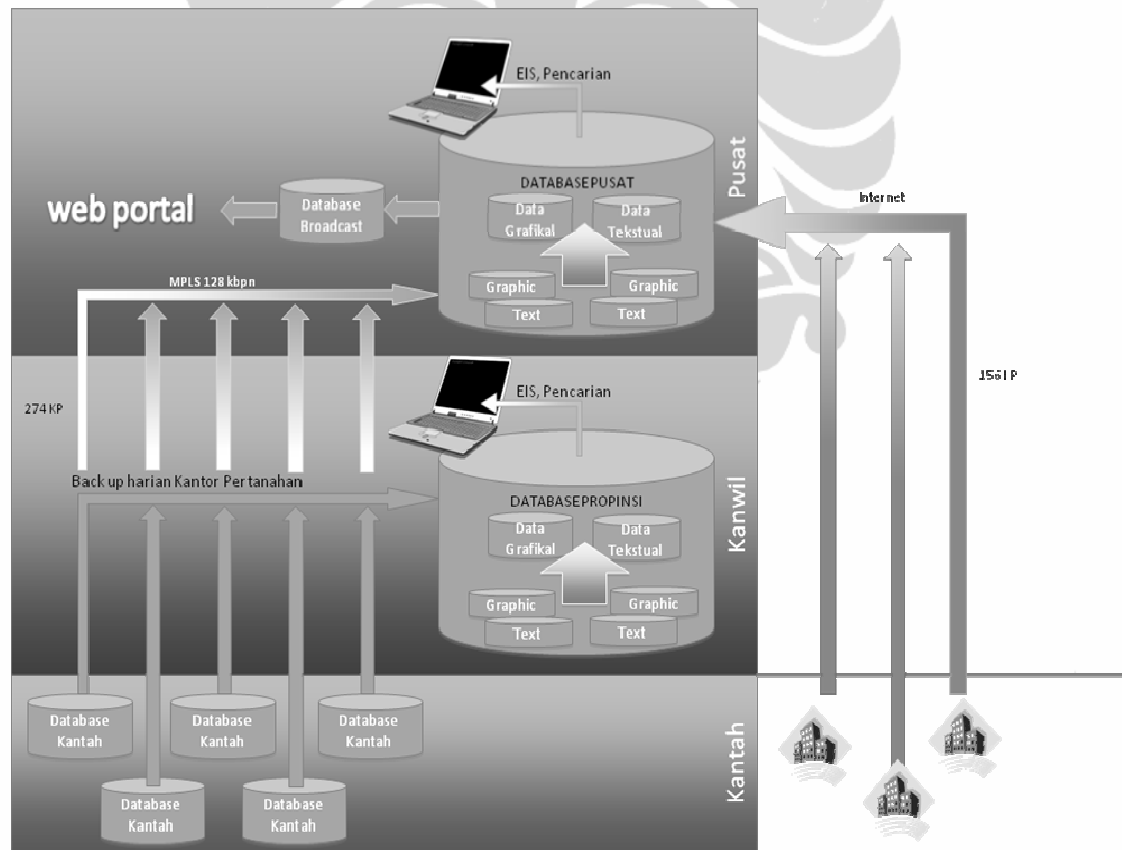 EIS, Pencarian
Pusat
DATABASEPUSAT
Data
Grafikal
Data
Tekstual
web portal
Database
Broadcast
Internet
Graphic
Graphic
Text
Text
MPLS 128 kbpn
274 KP
EIS, Pencarian
Back up harian Kantor Pertanahan
Kanwil
DATABASEPROPINSI
Data
Grafikal
Data
Tekstual
Graphic
Graphic
Text
Text
Database
Kantah
Database
Kantah
Database
Kantah
Database
Kantah
Database
Kantah
Kantah